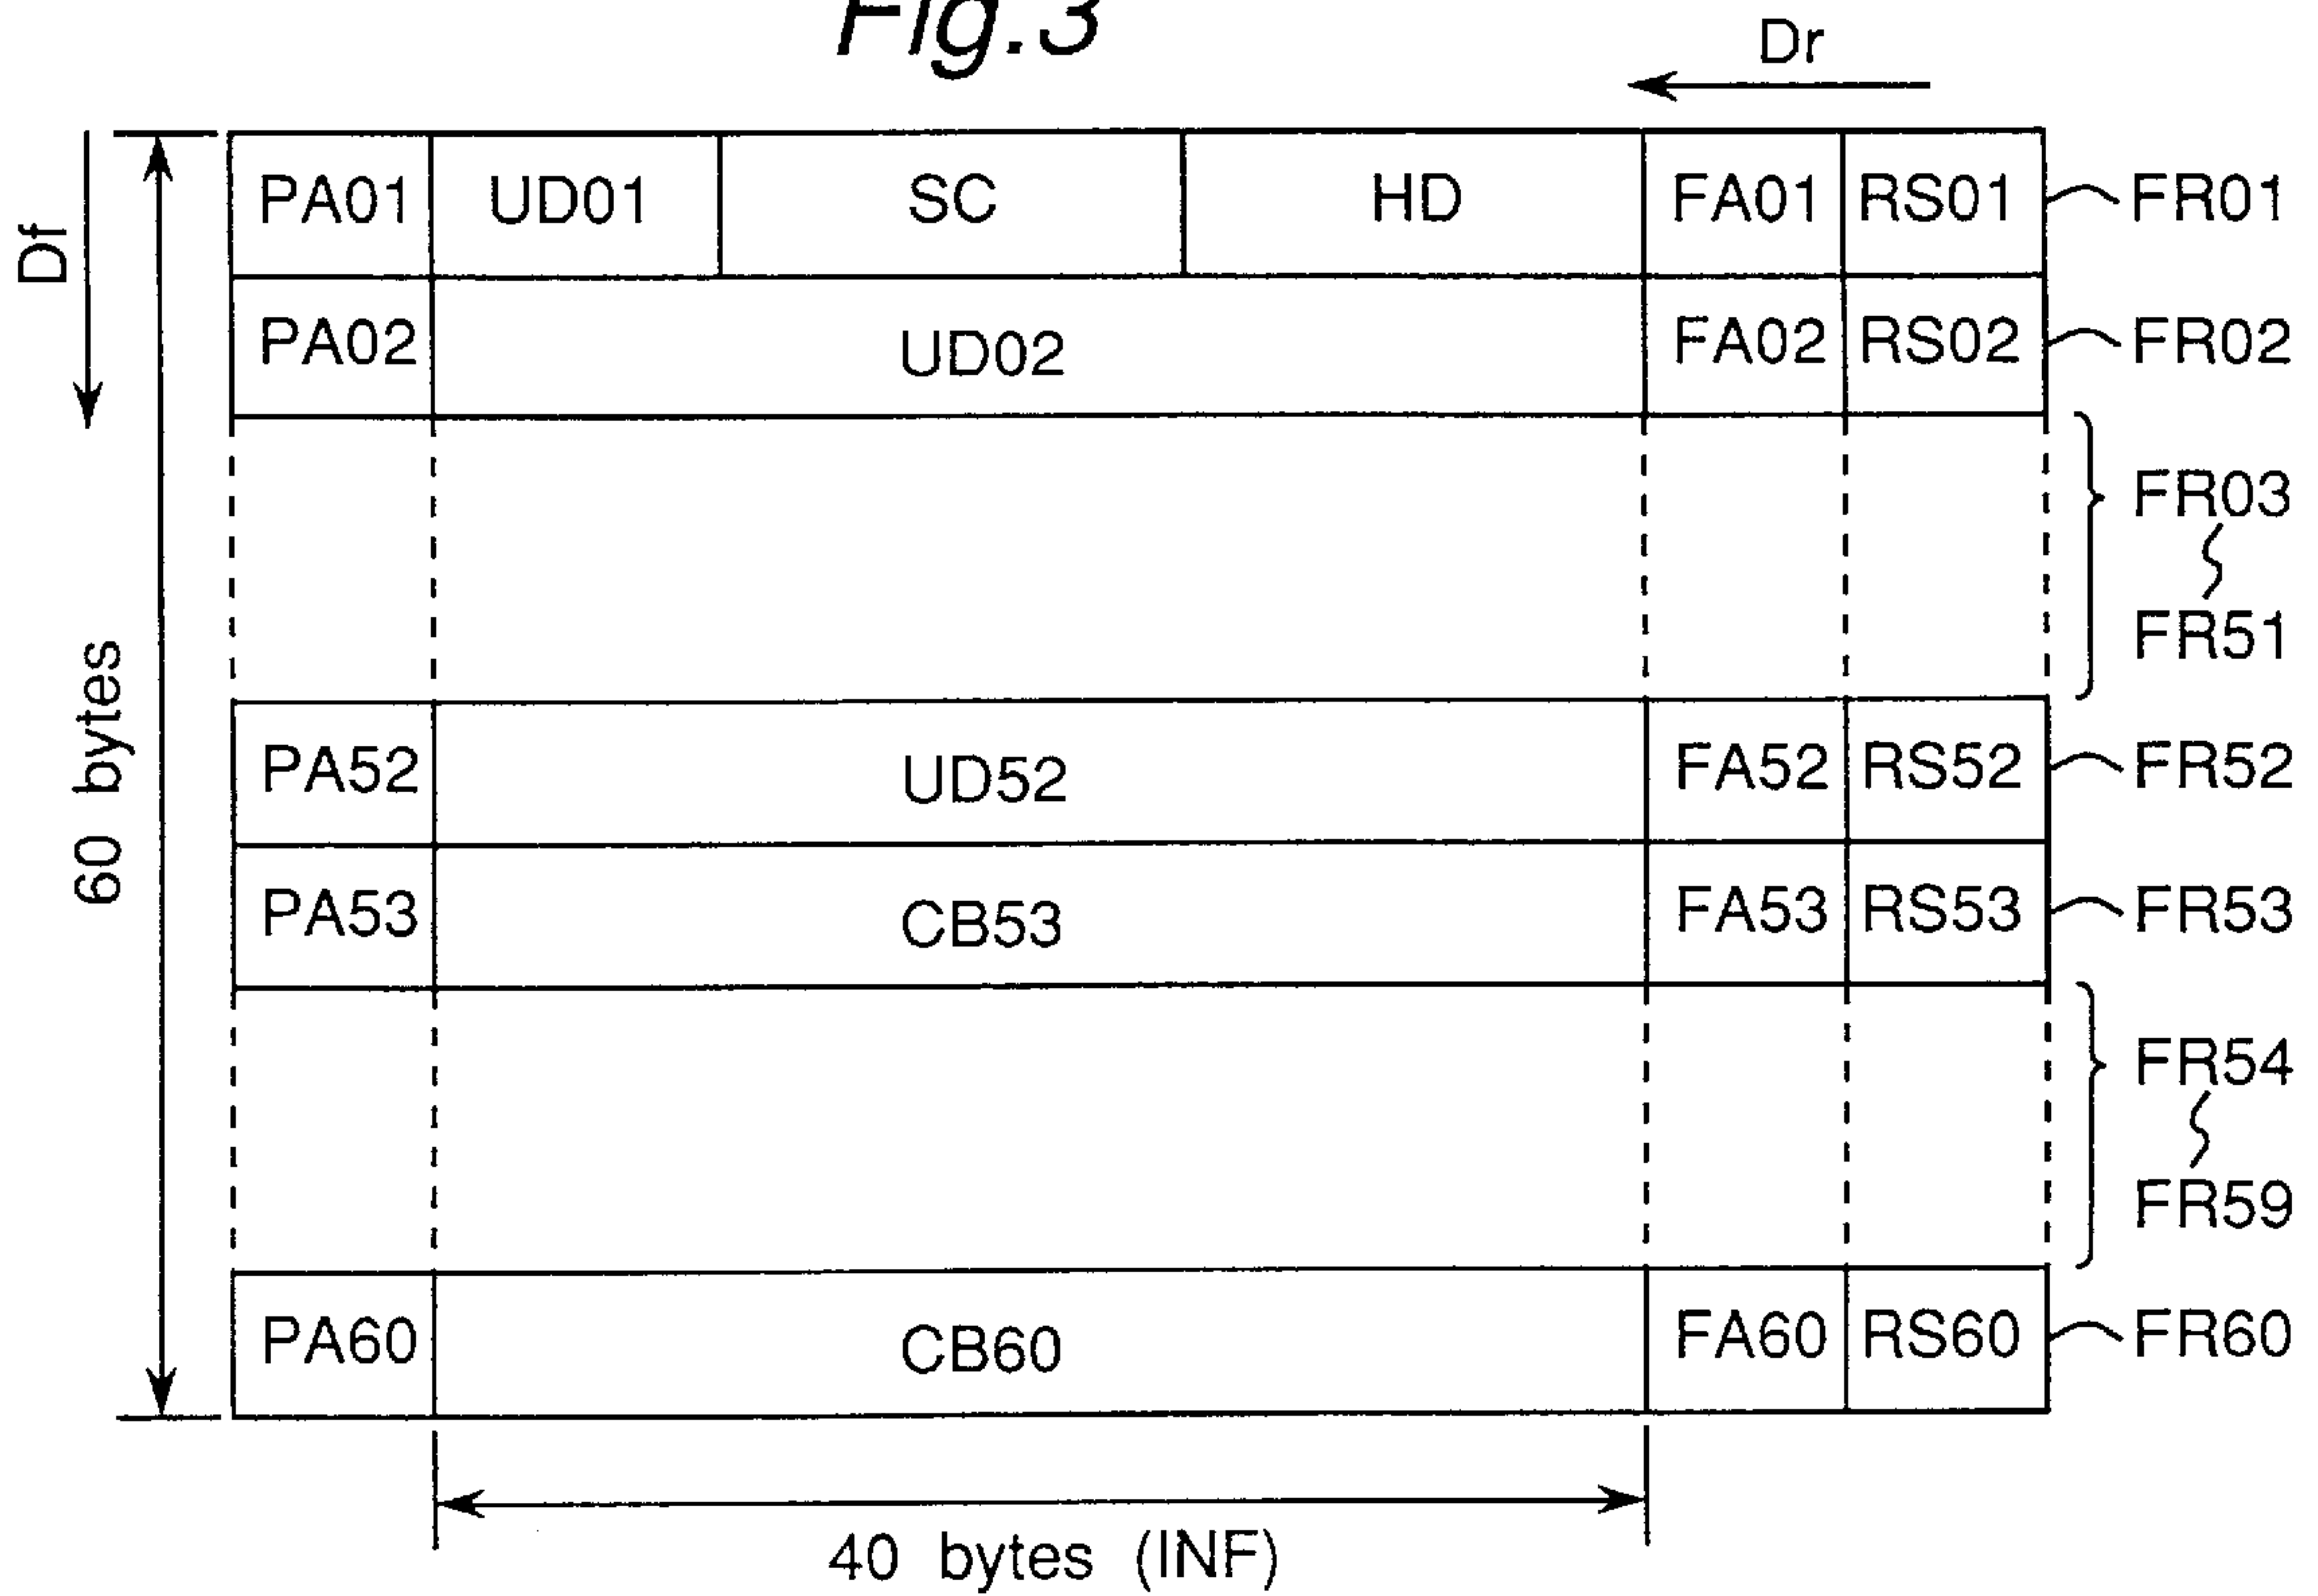 Fig.3
Dr
Df
PA01 UD01 SC HD FA01 RS01 FR01
PA02 UD02 FA02 RS02 FR02
FR03
FR51
60 bytes
PA52 UD52 FA52 RS52 FR52
PA53 CB53 FA53 RS53 FR53
FR54
FR59
PA60 CB60 FA60 RS60 FR60
40 bytes (INF)